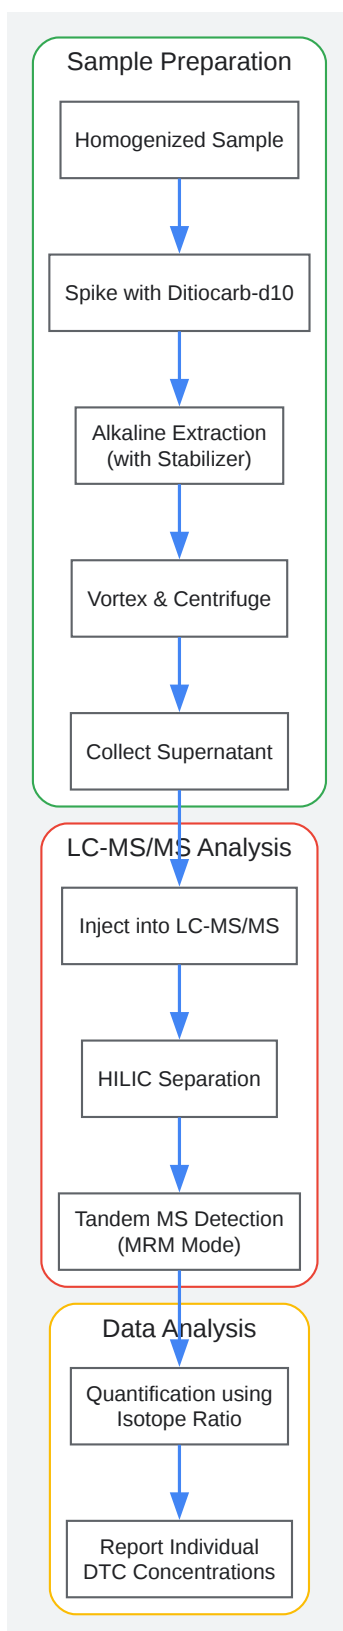 Sample Preparation
Homogenized Sample
Spike with Ditiocarb-d10
Alkaline Extraction
(with Stabilizer)
Vortex & Centrifuge
Collect Supernatant
LC-MS/MS Analysis
Inject into LC-MS/MS
HILIC Separation
Tandem MS Detection
(MRM Mode)
Data Analysis
Quantification using
Isotope Ratio
Report Individual
DTC Concentrations